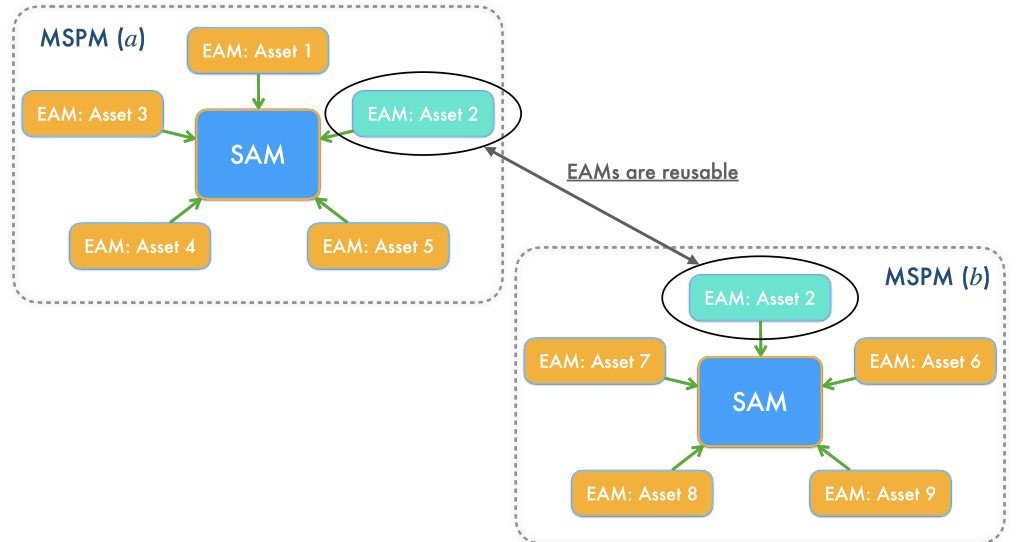 MSPM (a)
EAM: Asset 1
EAM: Asset 3
EAM: Asset 2
SAM
EAM: Asset 4
EAM: Asset 5
EAMs are reusable
MSPM (b)
EAM: Asset 2
EAM: Asset 7
EAM: Asset 6
SAM
EAM: Asset 8
EAM: Asset 9